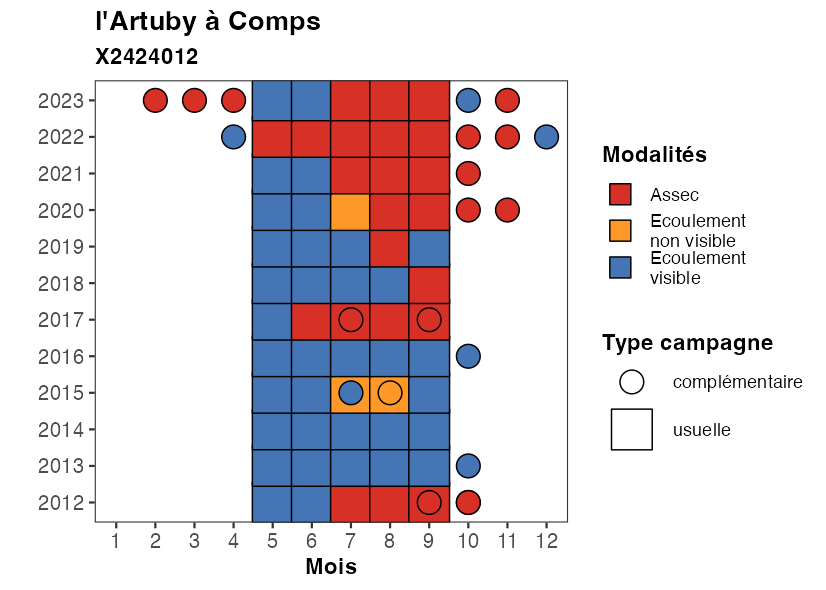 l'Artuby à Comps
X2424012
2023
2022
2021
2020
2019
2018
2017
2016
2015
2014
2013
2012
1 2 3 4 5 6 7 8 9 10 11 12
Mois
Modalités
Assec
Ecoulement
non visible
Ecoulement
visible
Type campagne
complémentaire
usuelle